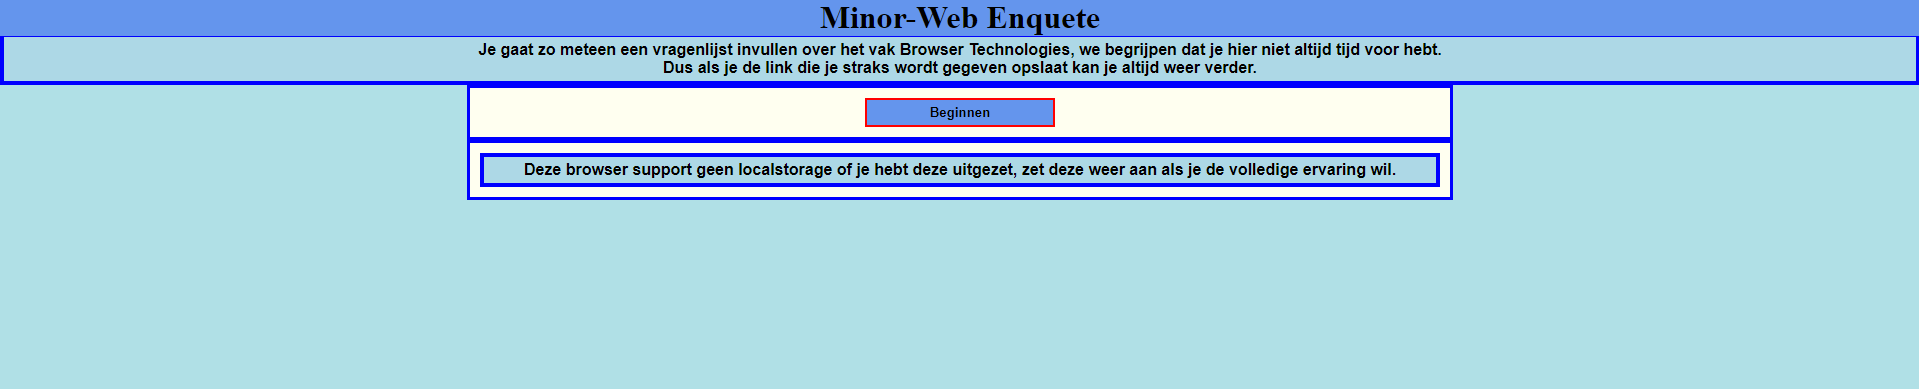 Minor-Web Enquete
Je gaat zo meteen een vragenlijst invullen over het vak Browser Technologies, we begrijpen dat je hier niet altijd tijd voor hebt.
Dus als je de link die je straks wordt gegeven opslaat kan je altijd weer verder.
Beginnen
Deze browser support geen localstorage of je hebt deze uitgezet, zet deze weer aan als je de volledige ervaring wil.